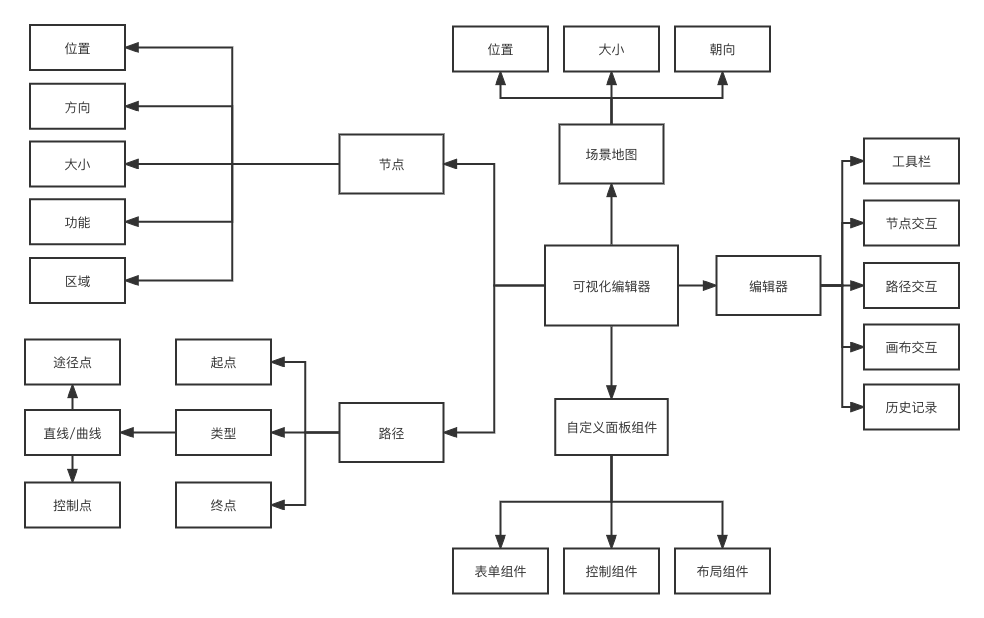 位置
方向
大小
功能
区域
节点
位置
大小
朝向
场景地图
可视化编辑器
编辑器
工具栏
节点交互
路径交互
画布交互
历史记录
途径点
直线/曲线
控制点
起点
类型
终点
路径
自定义面板组件
表单组件
控制组件
布局组件